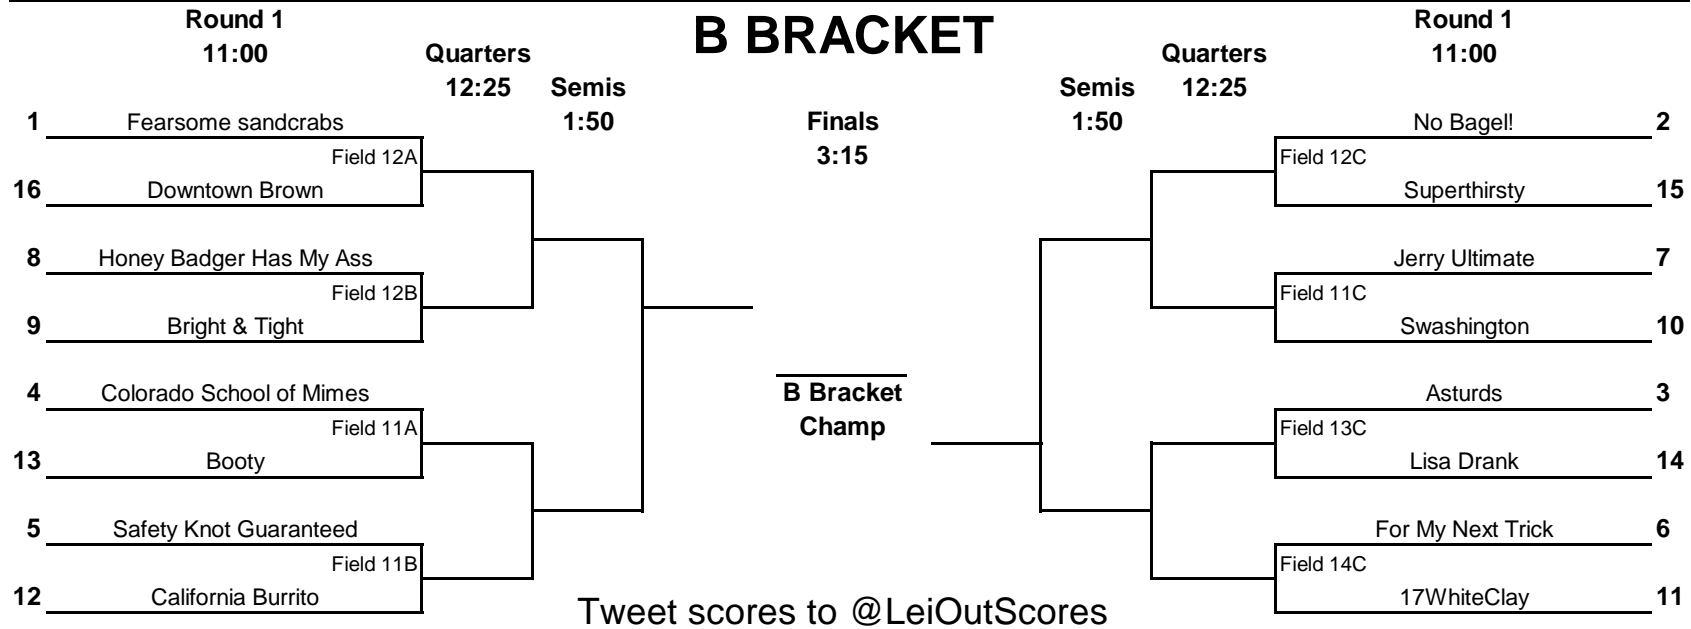 Round 1
11:00
Quarters
12:25
Semis
1:50
B BRACKET
Finals
3:15
Semis
1:50
Quarters
12:25
Round 1
11:00
1 Fearsome sandcrabs
Field 12A
16 Downtown Brown
8 Honey Badger Has My Ass
Field 12B
9 Bright & Tight
4 Colorado School of Mimes
Field 11A
13 Booty
5 Safety Knot Guaranteed
Field 11B
12 California Burrito
B Bracket
Champ
No Bagel! 2
Field 12C
Superthirsty 15
Jerry Ultimate 7
Field 11C
Swashington 10
Asturds 3
Field 13C
Lisa Drank 14
For My Next Trick 6
Field 14C
17WhiteClay 11
Tweet scores to @LeiOutScores